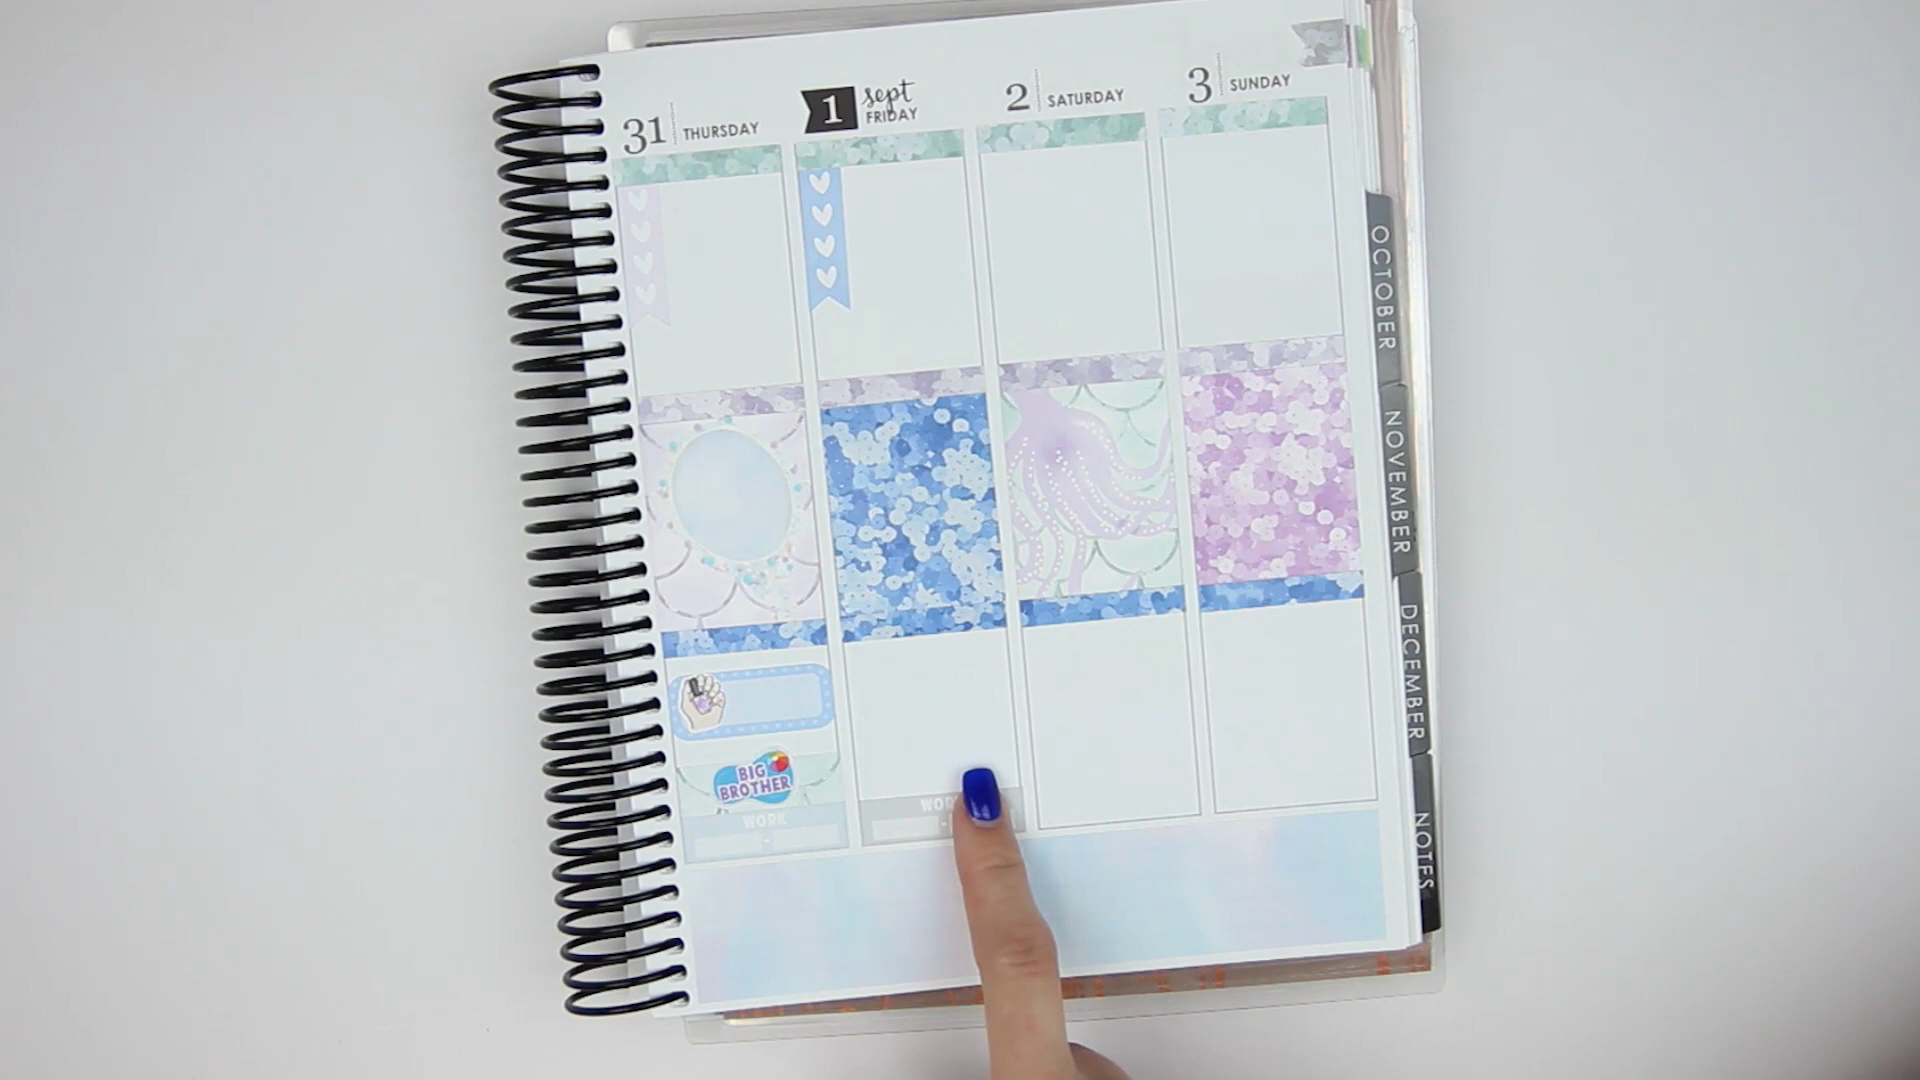 31 THURSDAY
1 sept FRIDAY
2 SATURDAY
3 SUNDAY
OCTOBER
NOVEMBER
DECEMBER
NOTES
BIG
BROTHER
WORK